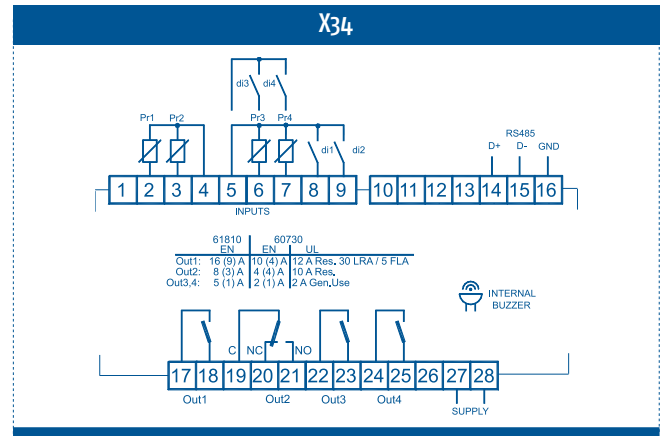 X34
di3 di4
Pr1 Pr2 Pr3 Pr4
di1 di2
RS485
D+ D- GND
1 2 3 4 5 6 7 8 9 10 11 12 13 14 15 16
INPUTS
61810 60730
EN EN UL
Out1: 16 (9) A 10 (4) A 12 A Res. 30 LRA / 5 FLA
Out2: 8 (3) A 4 (4) A 10 A Res.
Out3,4: 5 (1) A 2 (1) A 2 A Gen.Use
INTERNAL
BUZZER
C NC NO
17 18 19 20 21 22 23 24 25 26 27 28
Out1 Out2 Out3 Out4
SUPPLY